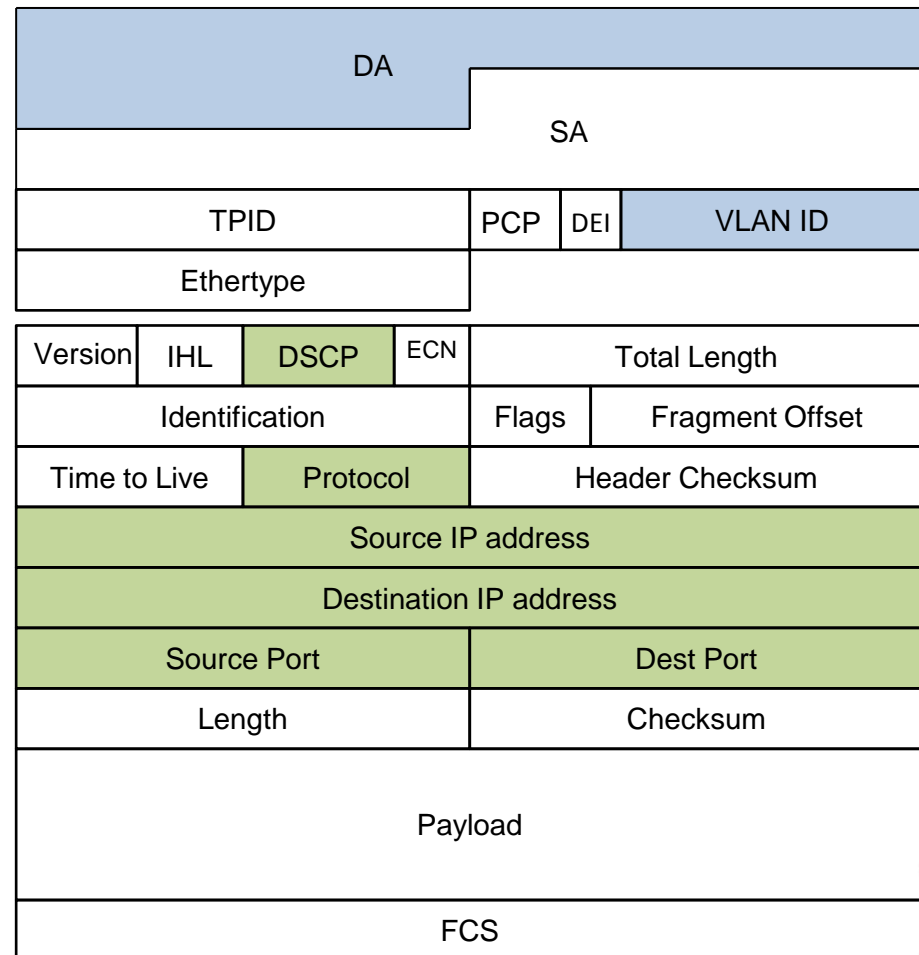 DA
SA
TPID PCP DEI VLAN ID
Ethertype
Version IHL DSCP ECN Total Length
Identification Flags Fragment Offset
Time to Live Protocol Header Checksum
Source IP address
Destination IP address
Source Port Dest Port
Length Checksum
Payload
FCS